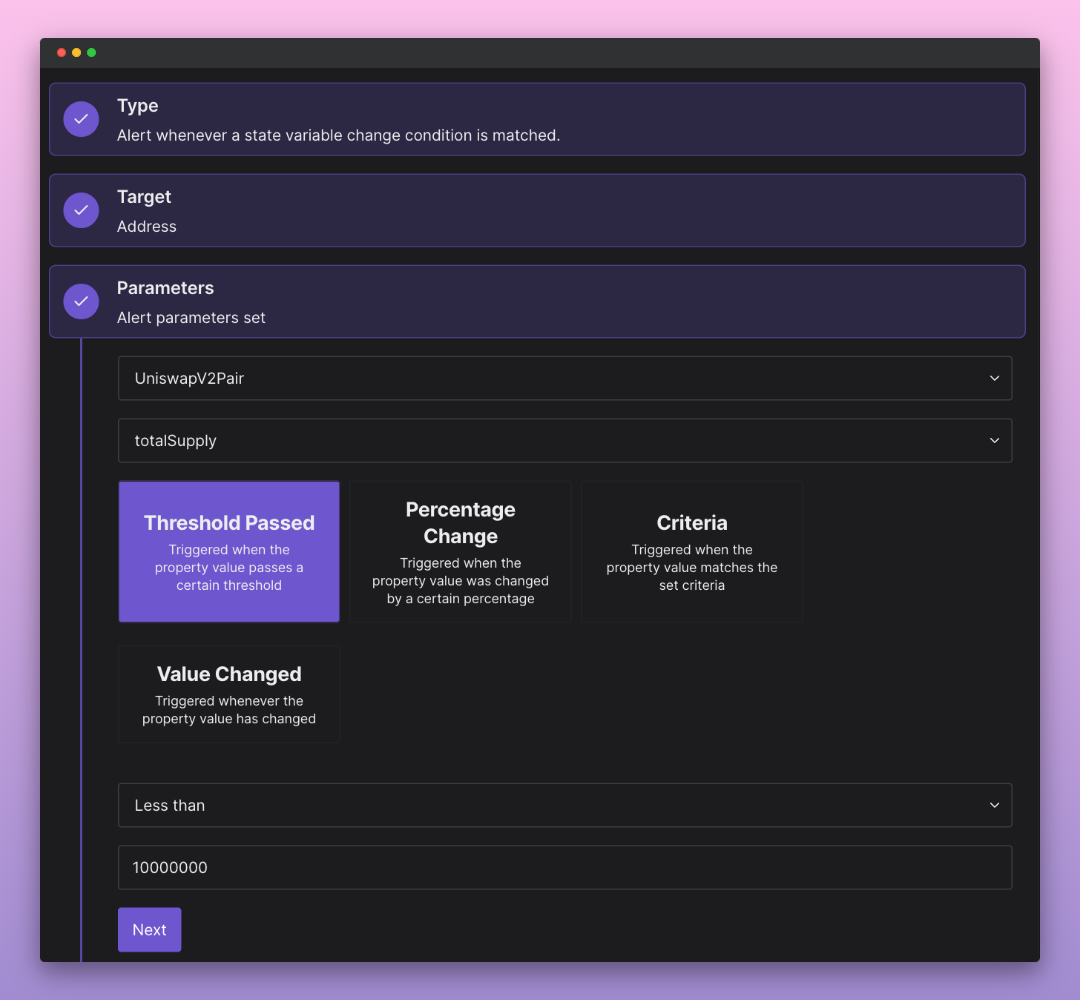 Type
Alert whenever a state variable change condition is matched.
Target
Address
Parameters
Alert parameters set
UniswapV2Pair
totalSupply
Threshold Passed
Triggered when the
property value passes a
certain threshold
Percentage
Change
Triggered when the
property value was changed
by a certain percentage
Criteria
Triggered when the
property value matches the
set criteria
Value Changed
Triggered whenever the
property value has changed
Less than
10000000
Next